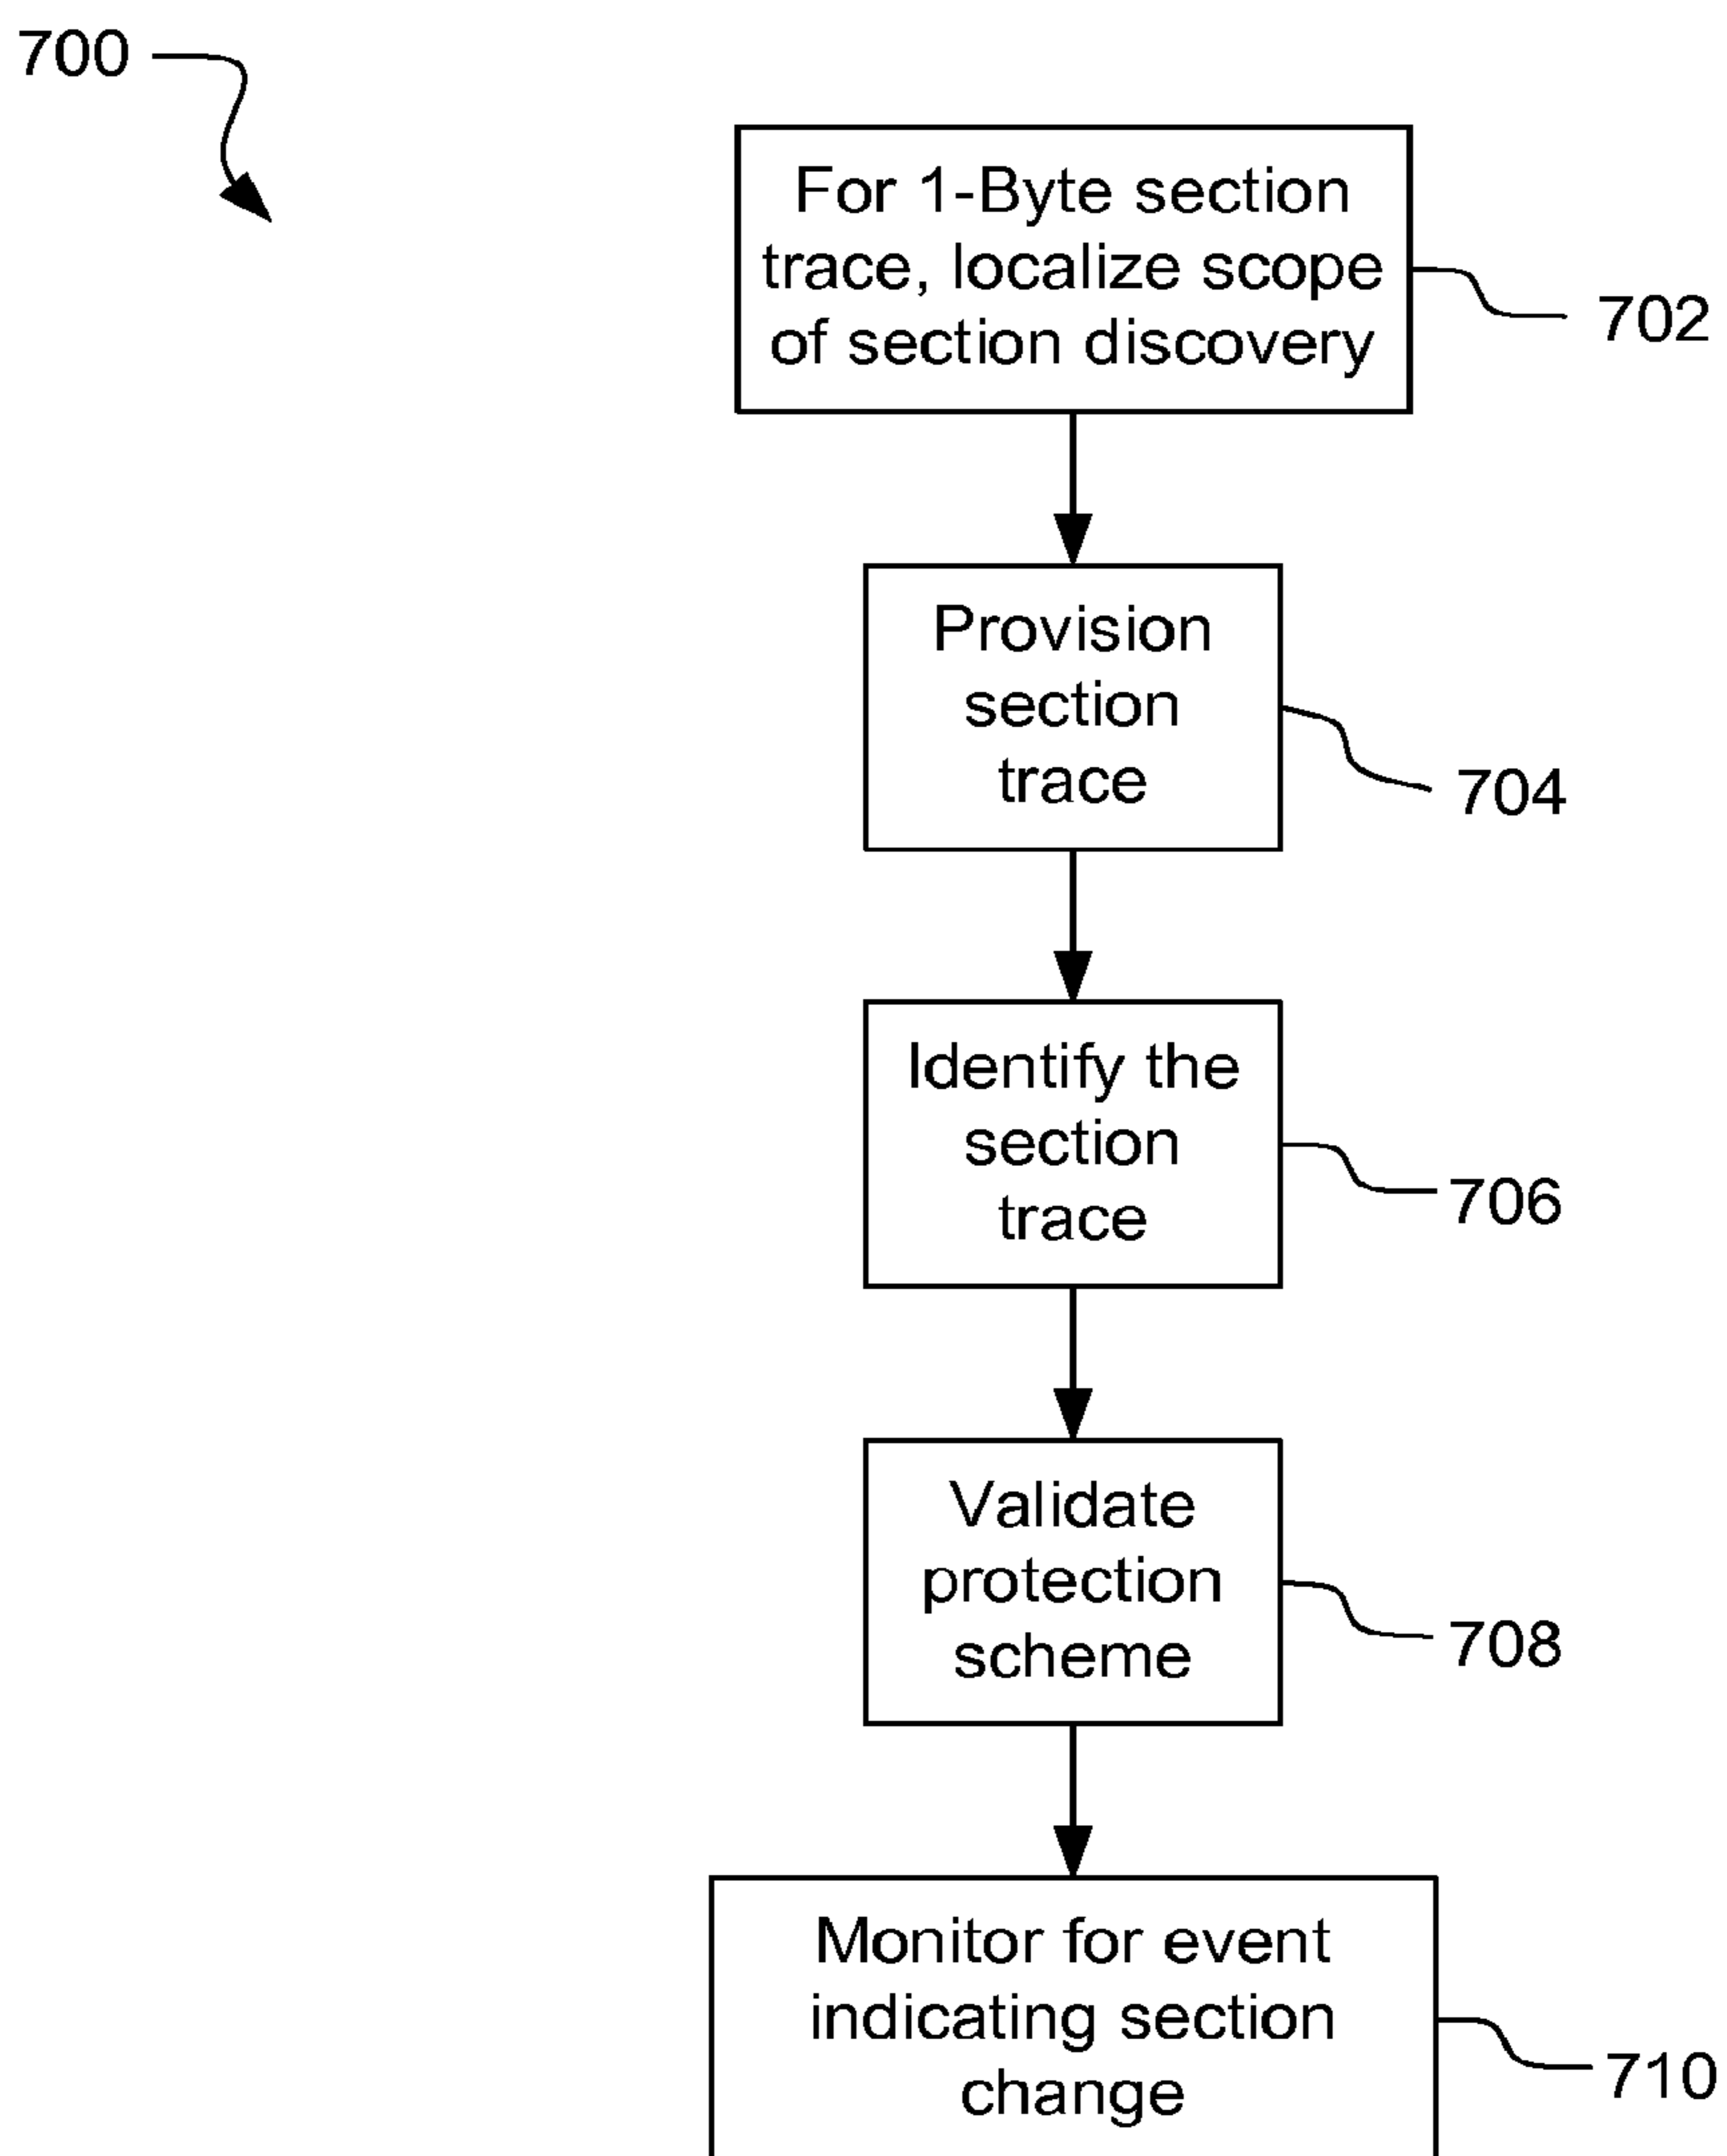 700
For 1-Byte section
trace, localize scope
of section discovery
702
Provision
section
trace
704
Identify the
section
trace
706
Validate
protection
scheme
708
Monitor for event
indicating section
change
710